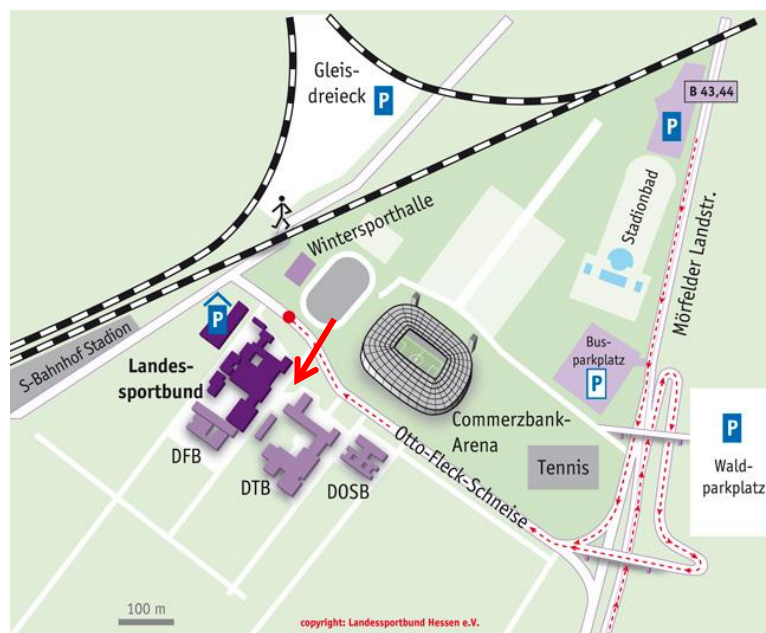 Gleis-
dreieck
P
B 43,44
P
Wintersporthalle
Stadionbad
Mörfelder Landstr.
P
S-Bahnhof Stadion
Landes-
sportbund
Bus-
parkplatz
P
Commerzbank-
Arena
Otto-Fleck-Schneise
Tennis
P
Wald-
parkplatz
DFB
DTB
DOSB
100 m
copyright: Landessportbund Hessen e.V.